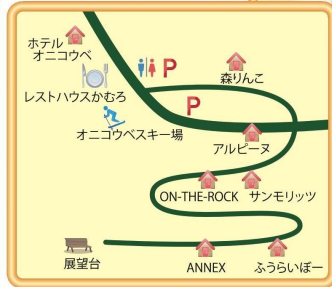 ホテル
オニコウベ
P
森りんこ
レストハウスかむろ
P
オニコウベスキー場
アルピーヌ
ON-THE-ROCK
サンモリッツ
展望台
ANNEX
ふうらいぼー